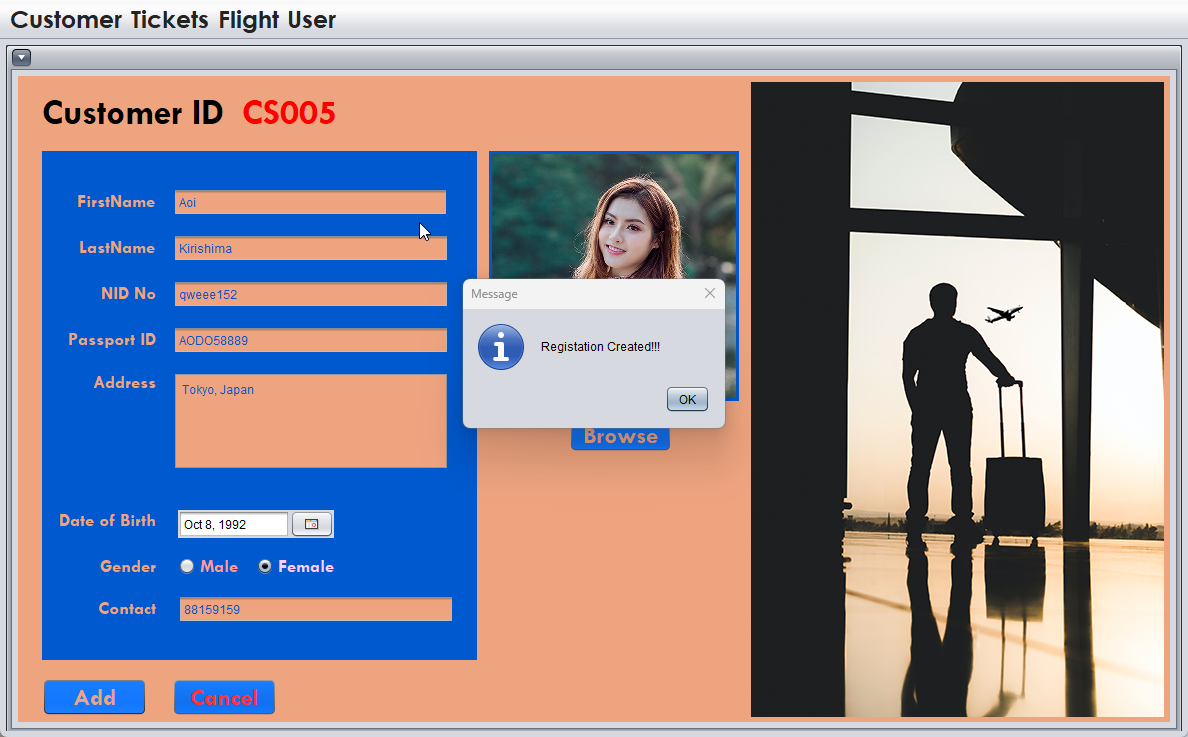 Customer Tickets Flight User
Customer ID CS005
FirstName Aoi
LastName Kirishima
NID No qweee152
Passport ID AODO58889
Address Tokyo, Japan
Date of Birth Oct 8, 1992
Gender Male Female
Contact 88159159
Add Cancel
Browse
Message
Registation Created!!!
OK